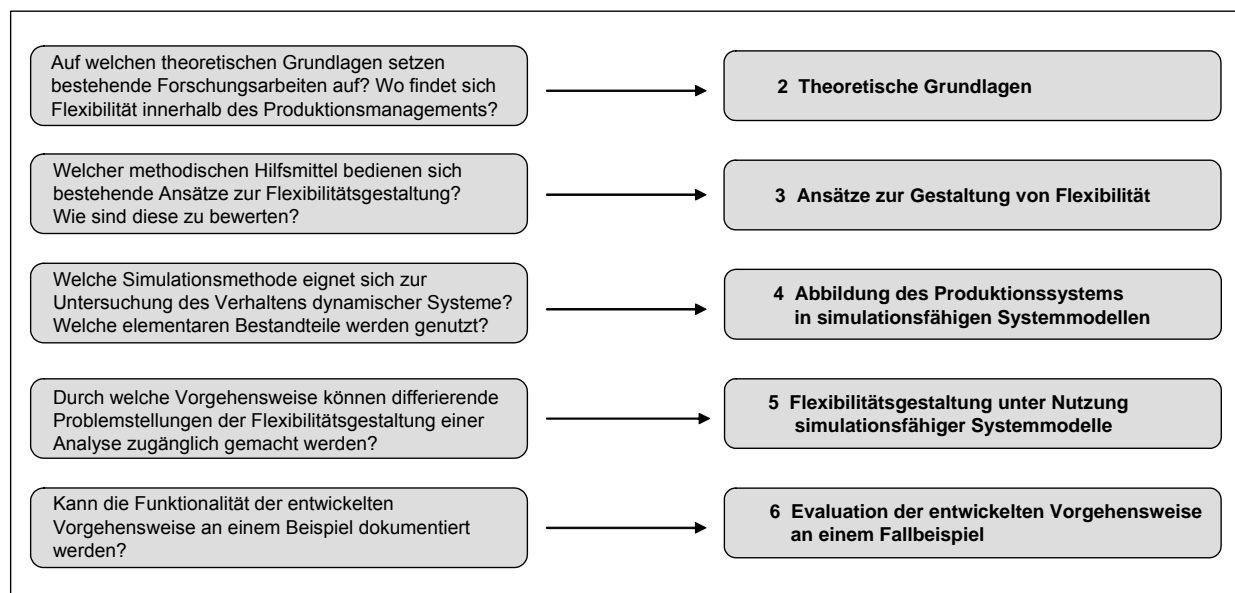 Auf welchen theoretischen Grundlagen setzen
bestehende Forschungsarbeiten auf? Wo findet sich
Flexibilität innerhalb des Produktionsmanagements?
2 Theoretische Grundlagen
Welcher methodischen Hilfsmittel bedienen sich
bestehende Ansätze zur Flexibilitätsgestaltung?
Wie sind diese zu bewerten?
3 Ansätze zur Gestaltung von Flexibilität
Welche Simulationsmethode eignet sich zur
Untersuchung des Verhaltens dynamischer Systeme?
Welche elementaren Bestandteile werden genutzt?
4 Abbildung des Produktionssystems
in simulationsfähigen Systemmodellen
Durch welche Vorgehensweise können differierende
Problemstellungen der Flexibilitätsgestaltung einer
Analyse zugänglich gemacht werden?
5 Flexibilitätsgestaltung unter Nutzung
simulationsfähiger Systemmodelle
Kann die Funktionalität der entwickelten
Vorgehensweise an einem Beispiel dokumentiert
werden?
6 Evaluation der entwickelten Vorgehensweise
an einem Fallbeispiel